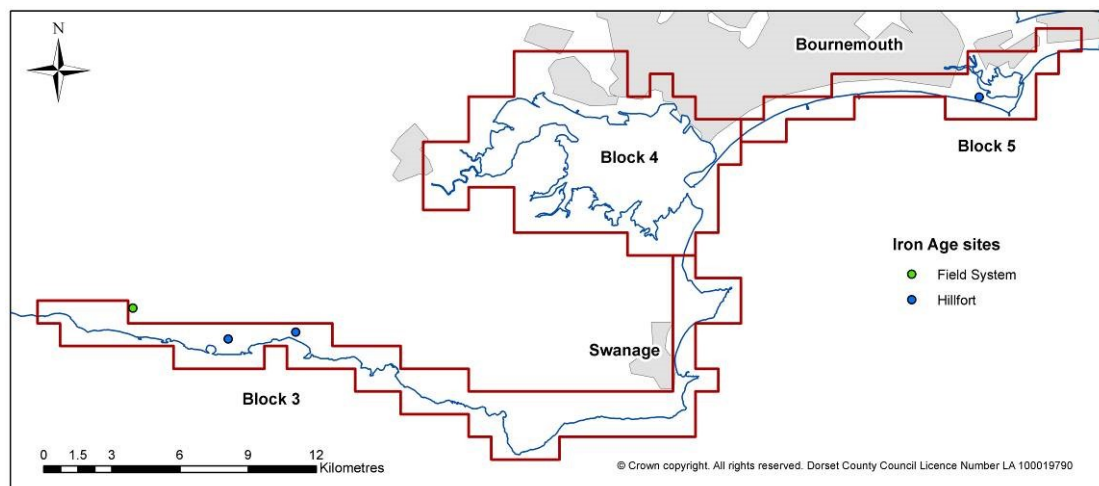 N
Bournemouth
Block 4
Block 5
Iron Age sites
Field System
Hillfort
Swanage
Block 3
0 1.5 3 6 9 12
Kilometres
© Crown copyright. All rights reserved. Dorset County Council Licence Number LA 100019790